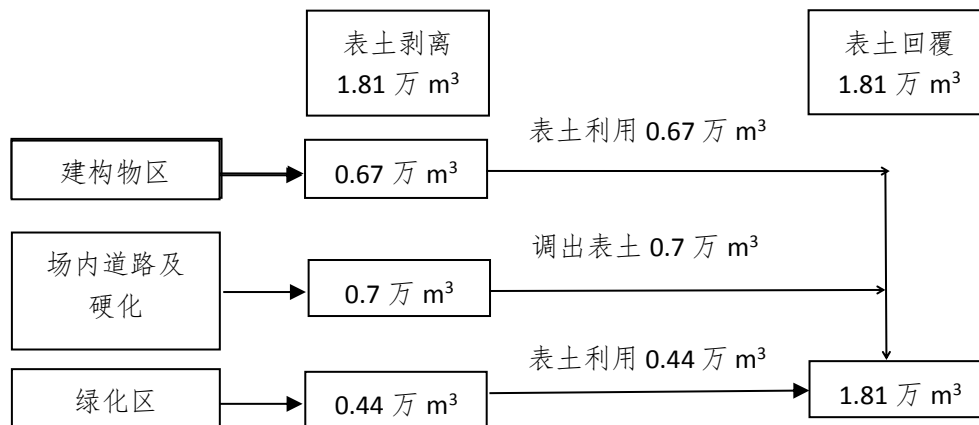 表土剥离
1.81 万 m³
表土回覆
1.81 万 m³
表土利用 0.67 万 m³
建构物区
0.67 万 m³
场内道路及
硬化
调出表土 0.7 万 m³
0.7 万 m³
表土利用 0.44 万 m³
绿化区
0.44 万 m³
1.81 万 m³